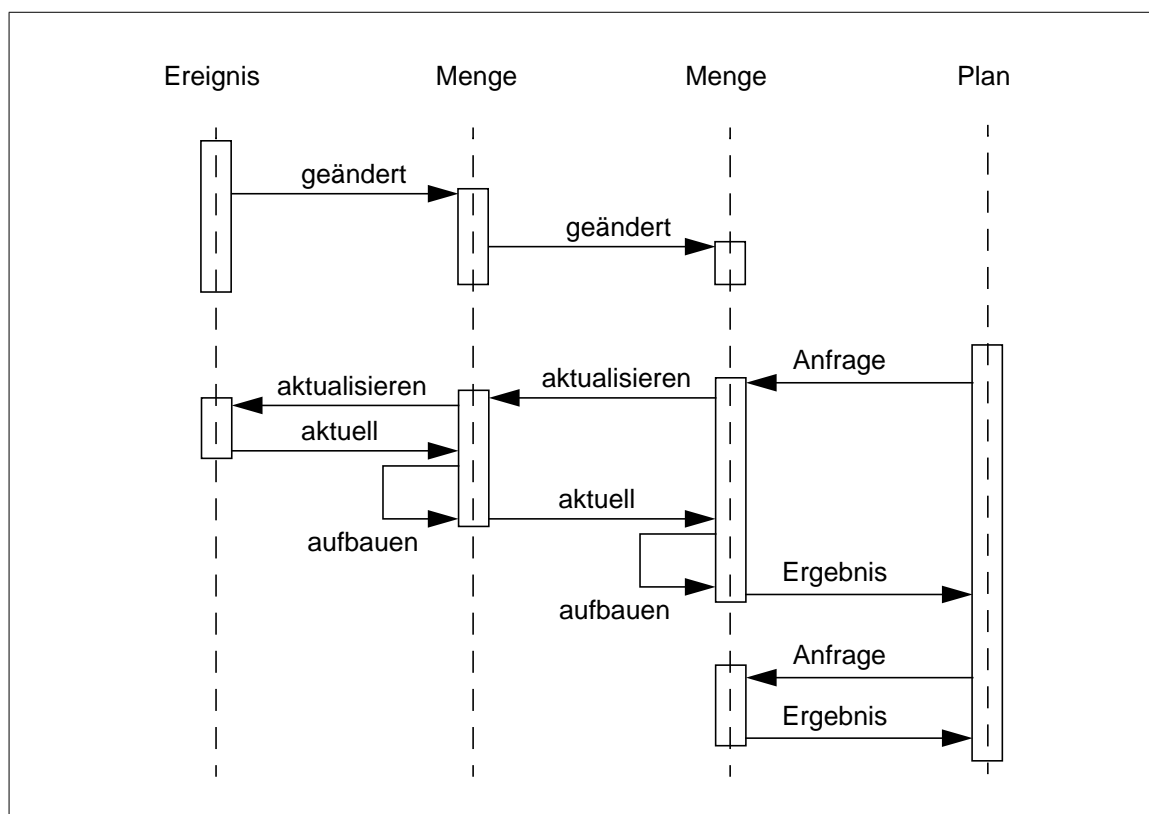 Ereignis
Menge
Menge
Plan
geändert
geändert
Anfrage
aktualisieren
aktualisieren
aktuell
aktuell
aufbauen
Ergebnis
aufbauen
Anfrage
Ergebnis